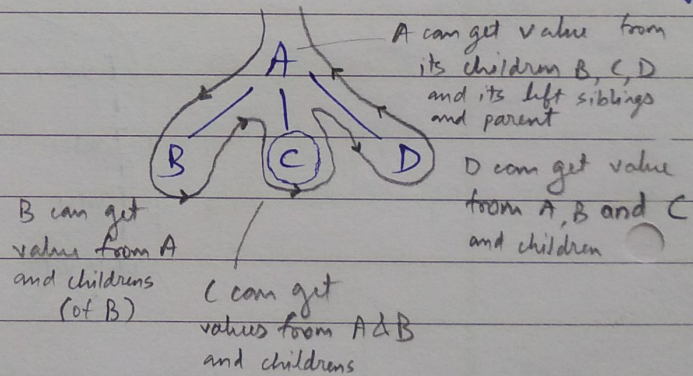 A can get value from
its children B, C, D
and its left siblings
and parent
A
B
C
D
D can get value
from A, B and C
and children
B can get
value from A
and childrens
(of B)
C can get
values from A & B
and childrens